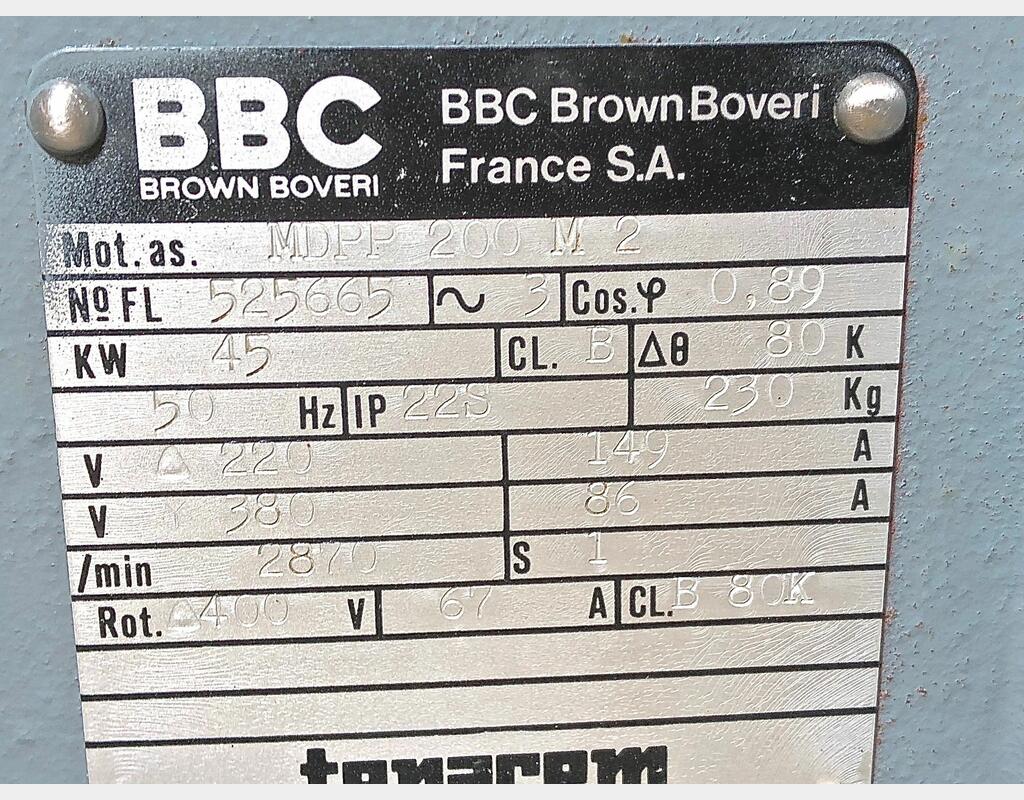 BBC
BROWN BOVERI
BBC Brown Boveri
France S.A.
Mot.as. MDPP 200 M 2
Nº FL 525665 ~ 3 Cos.φ 0,89
KW 45 CL. B Δθ 80 K
50 Hz IP 22S 230 Kg
V Δ 220 149 A
V Y 380 86 A
/min 2870 S 1
Rot. Δ400 V 67 A CL. B 80K
tenacem